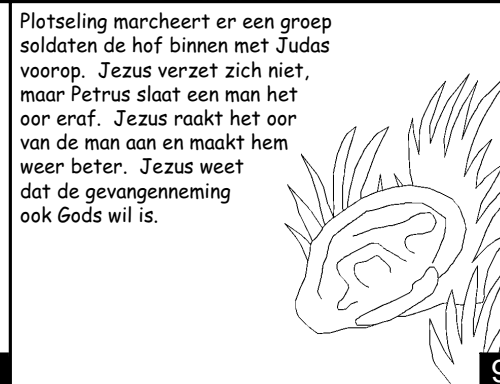 Plotseling marcheert er een groep
soldaten de hof binnen met Judas
voorop.  Jezus verzet zich niet,
maar Petrus slaat een man het
oor eraf.  Jezus raakt het oor
van de man aan en maakt hem
weer beter.  Jezus weet
dat de gevangenneming
ook Gods wil is.